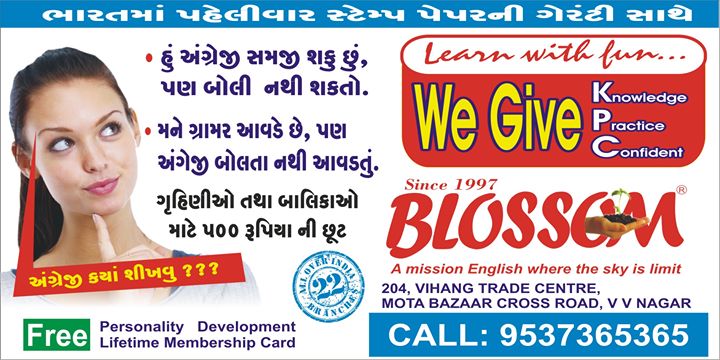 ભારતમાં પહેલીવાર સ્ટેમ્પ પેપરની ગેરંટી સાથે
• હું અંગ્રેજી સમજી શકુ છું,
પણ બોલી નથી શકતો.
• મને ગ્રામર આવડે છે, પણ
અંગેજી બોલતા નથી આવડતું.
ગૃહિણીઓ તથા બાલિકાઓ
માટે ૫૦૦ રૂપિયા ની છૂટ
અંગ્રેજી કયાં શીખવુ ???
ALL OVER INDIA
22
BRANCHES
Free
Personality Development
Lifetime Membership Card
Learn with fun...
We Give
Knowledge
Practice
Confident
Since 1997
BLOSSOM®
A mission English where the sky is limit
204, VIHANG TRADE CENTRE,
MOTA BAZAAR CROSS ROAD, V V NAGAR
CALL: 9537365365